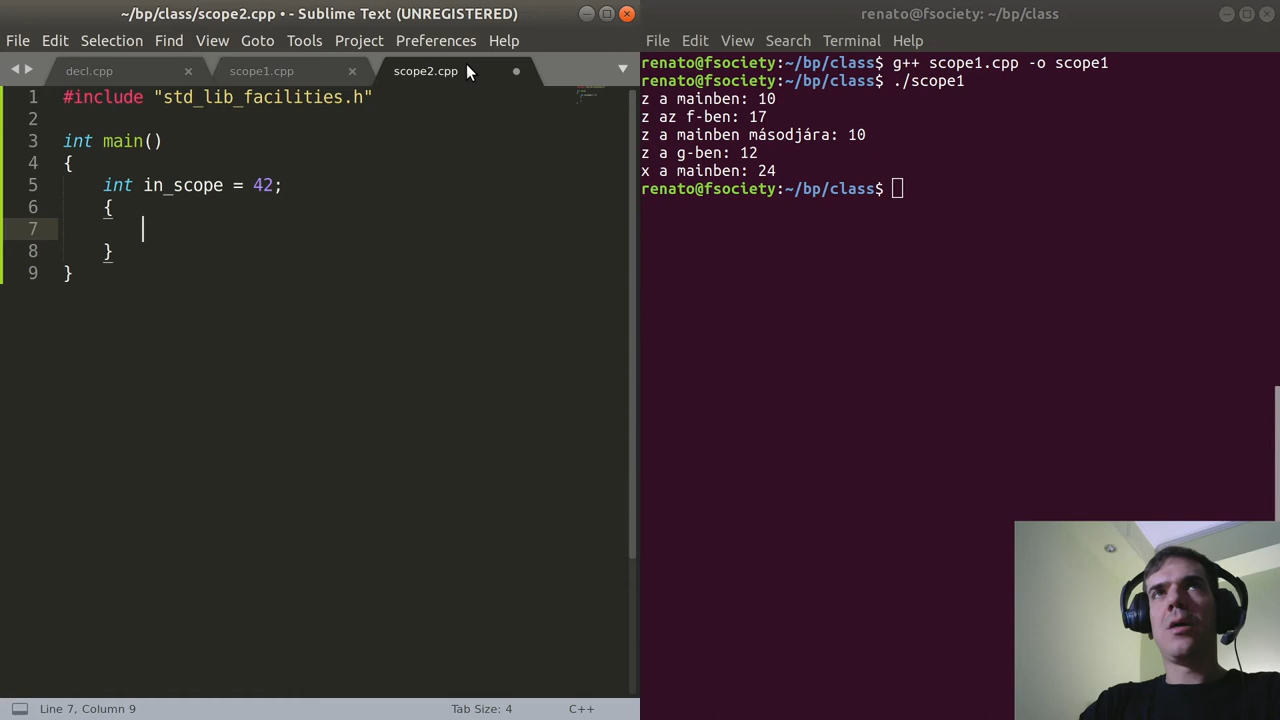 ~/bp/class/scope2.cpp • - Sublime Text (UNREGISTERED)
File Edit Selection Find View Goto Tools Project Preferences Help
decl.cpp scope1.cpp scope2.cpp
1 #include "std_lib_facilities.h"
2
3 int main()
4 {
5 int in_scope = 42;
6 {
7
8 }
9 }
Line 7, Column 9 Tab Size: 4 C++
renato@fsociety: ~/bp/class
File Edit View Search Terminal Help
renato@fsociety:~/bp/class$ g++ scope1.cpp -o scope1
renato@fsociety:~/bp/class$ ./scope1
z a mainben: 10
z az f-ben: 17
z a mainben másodjára: 10
z a g-ben: 12
x a mainben: 24
renato@fsociety:~/bp/class$